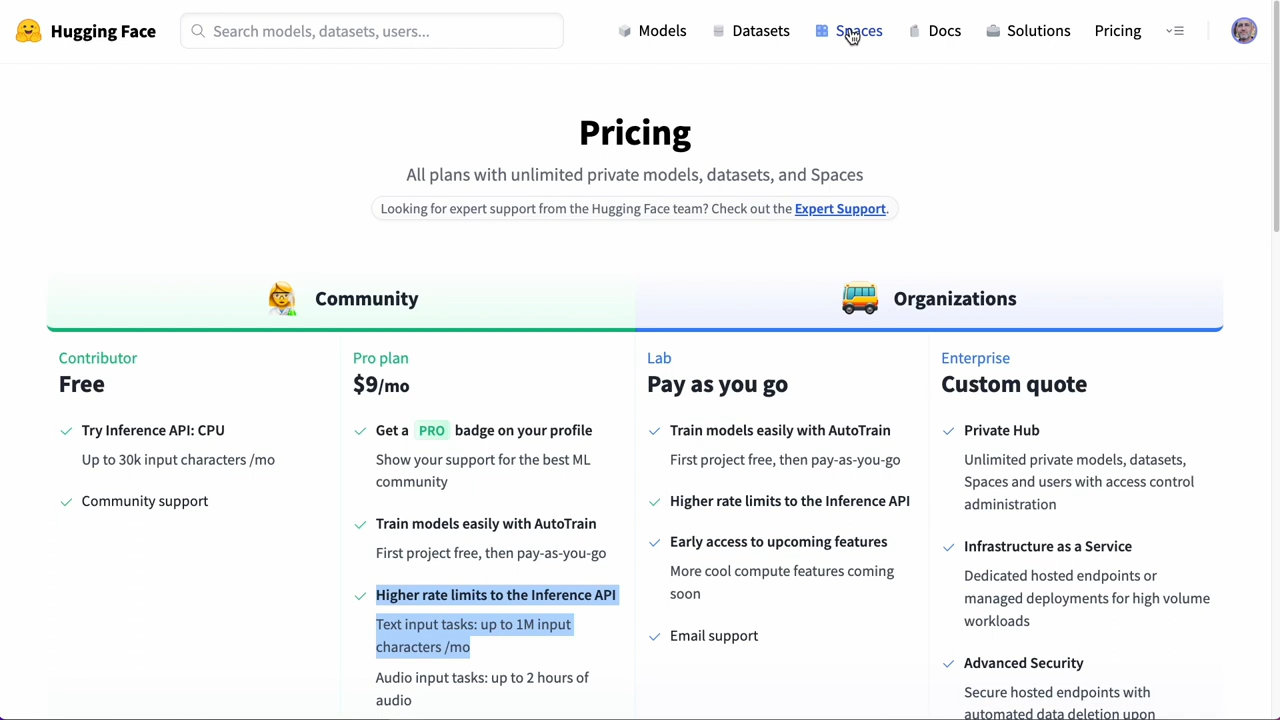 Hugging Face
Search models, datasets, users...
Models
Datasets
Spaces
Docs
Solutions
Pricing
Pricing
All plans with unlimited private models, datasets, and Spaces
Looking for expert support from the Hugging Face team? Check out the Expert Support.
Community
Organizations
Contributor
Free
Try Inference API: CPU
Up to 30k input characters /mo
Community support
Pro plan
$9/mo
Get a PRO badge on your profile
Show your support for the best ML
community
Train models easily with AutoTrain
First project free, then pay-as-you-go
Higher rate limits to the Inference API
Text input tasks: up to 1M input
characters /mo
Audio input tasks: up to 2 hours of
audio
Lab
Pay as you go
Train models easily with AutoTrain
First project free, then pay-as-you-go
Higher rate limits to the Inference API
Early access to upcoming features
More cool compute features coming
soon
Email support
Enterprise
Custom quote
Private Hub
Unlimited private models, datasets,
Spaces and users with access control
administration
Infrastructure as a Service
Dedicated hosted endpoints or
managed deployments for high volume
workloads
Advanced Security
Secure hosted endpoints with
automated data deletion upon